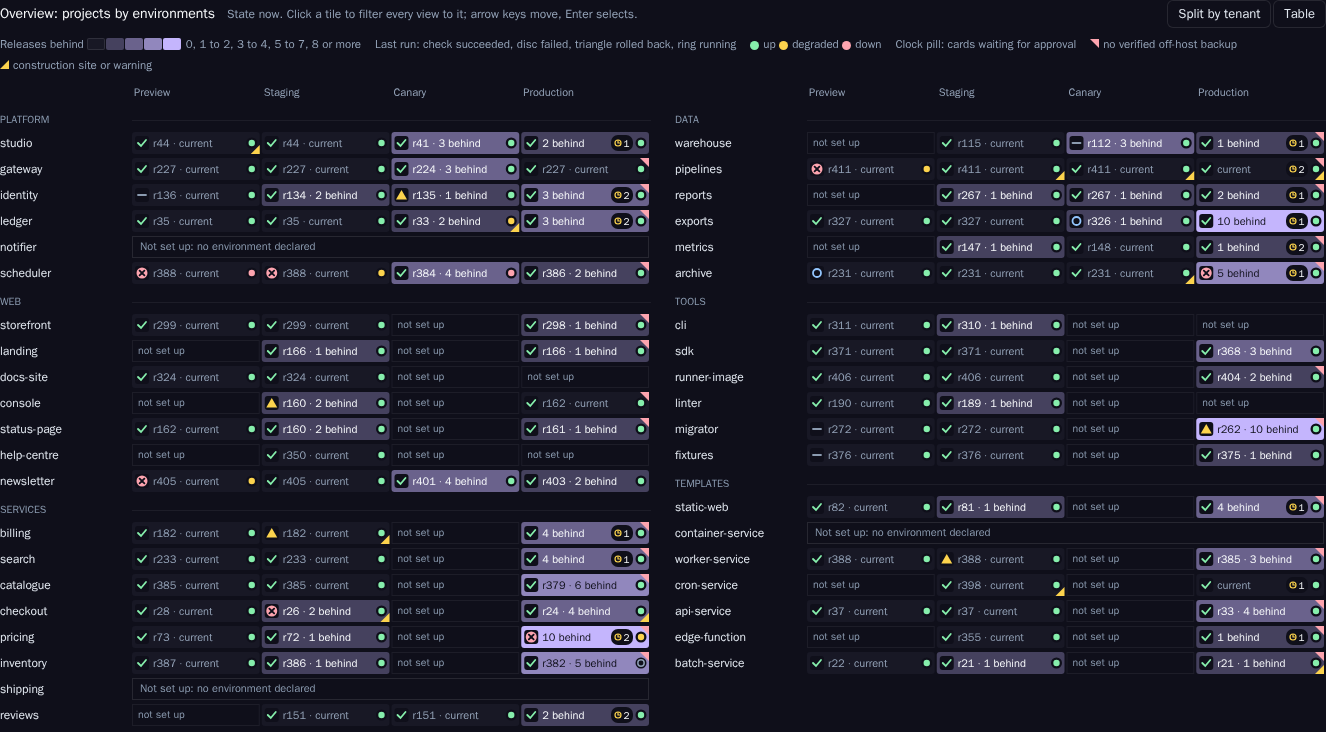 Overview: projects by environments State now. Click a tile to filter every view to it; arrow keys move, Enter selects. Split by tenant Table
Releases behind 0, 1 to 2, 3 to 4, 5 to 7, 8 or more Last run: check succeeded, disc failed, triangle rolled back, ring running up degraded down Clock pill: cards waiting for approval no verified off-host backup
construction site or warning
Preview Staging Canary Production
PLATFORM
studio r44 · current r44 · current r41 · 3 behind 2 behind 1
gateway r227 · current r227 · current r224 · 3 behind r227 · current
identity r136 · current r134 · 2 behind r135 · 1 behind 3 behind 2
ledger r35 · current r35 · current r33 · 2 behind 3 behind 2
notifier Not set up: no environment declared
scheduler r388 · current r388 · current r384 · 4 behind r386 · 2 behind
WEB
storefront r299 · current r299 · current not set up r298 · 1 behind
landing not set up r166 · 1 behind not set up r166 · 1 behind
docs-site r324 · current r324 · current not set up not set up
console not set up r160 · 2 behind not set up r162 · current
status-page r162 · current r160 · 2 behind not set up r161 · 1 behind
help-centre not set up r350 · current not set up not set up
newsletter r405 · current r405 · current r401 · 4 behind r403 · 2 behind
SERVICES
billing r182 · current r182 · current not set up 4 behind 1
search r233 · current r233 · current not set up 4 behind 1
catalogue r385 · current r385 · current not set up r379 · 6 behind
checkout r28 · current r26 · 2 behind not set up r24 · 4 behind
pricing r73 · current r72 · 1 behind not set up 10 behind 2
inventory r387 · current r386 · 1 behind not set up r382 · 5 behind
shipping Not set up: no environment declared
reviews not set up r151 · current r151 · current 2 behind 2
Preview Staging Canary Production
DATA
warehouse not set up r115 · current r112 · 3 behind 1 behind 1
pipelines r411 · current r411 · current r411 · current current 2
reports not set up r267 · 1 behind r267 · 1 behind 2 behind 1
exports r327 · current r327 · current r326 · 1 behind 10 behind 1
metrics not set up r147 · 1 behind r148 · current 1 behind 2
archive r231 · current r231 · current r231 · current 5 behind 1
TOOLS
cli r311 · current r310 · 1 behind not set up not set up
sdk r371 · current r371 · current not set up r368 · 3 behind
runner-image r406 · current r406 · current not set up r404 · 2 behind
linter r190 · current r189 · 1 behind not set up not set up
migrator r272 · current r272 · current not set up r262 · 10 behind
fixtures r376 · current r376 · current not set up r375 · 1 behind
TEMPLATES
static-web r82 · current r81 · 1 behind not set up 4 behind 1
container-service Not set up: no environment declared
worker-service r388 · current r388 · current not set up r385 · 3 behind
cron-service not set up r398 · current not set up current 1
api-service r37 · current r37 · current not set up r33 · 4 behind
edge-function not set up r355 · current not set up 1 behind 1
batch-service r22 · current r21 · 1 behind not set up r21 · 1 behind